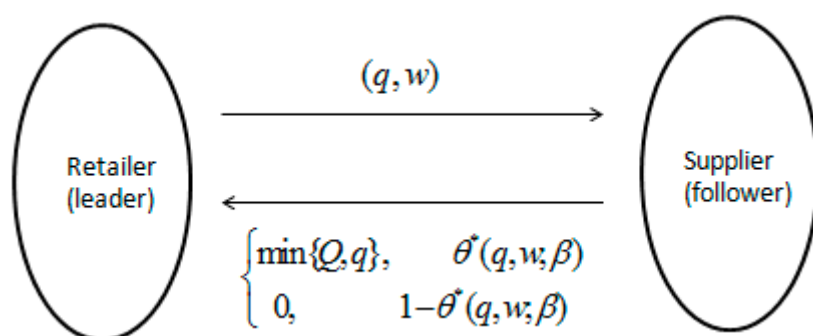 (q, w)
Retailer
(leader)
Supplier
(follower)
{ min{Q,q}, θ*(q,w;β)
0, 1−θ*(q,w;β)